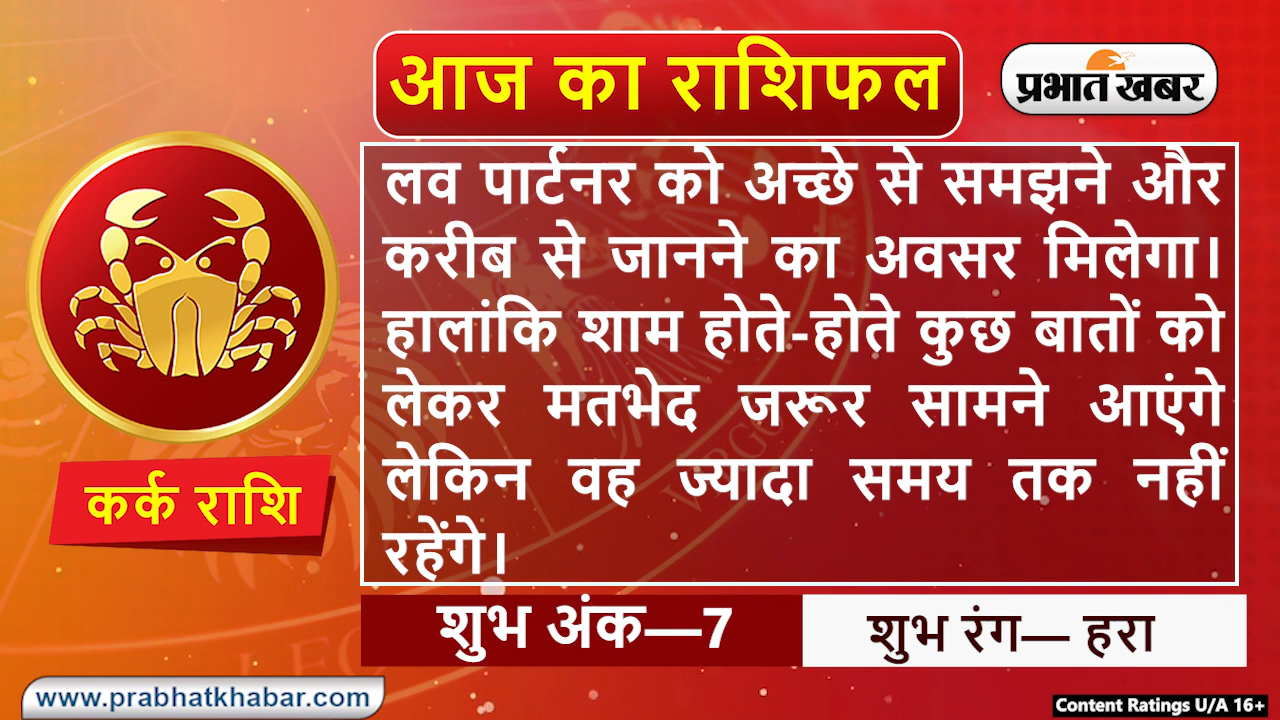 आज का राशिफल
प्रभात खबर
लव पार्टनर को अच्छे से समझने और
करीब से जानने का अवसर मिलेगा।
हालांकि शाम होते-होते कुछ बातों को
लेकर मतभेद जरूर सामने आएंगे
लेकिन वह ज्यादा समय तक नहीं
रहेंगे।
कर्क राशि
शुभ अंक—7
शुभ रंग— हरा
www.prabhatkhabar.com
Content Ratings U/A 16+